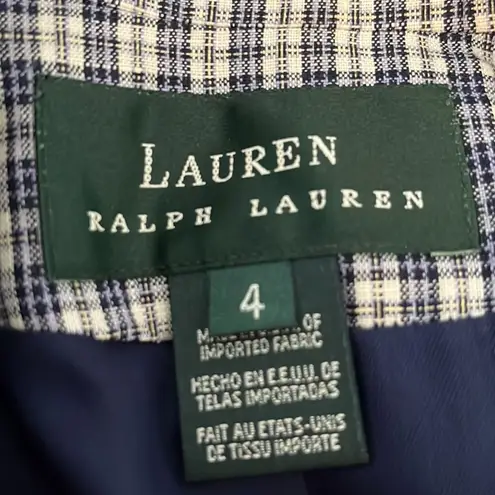 LAUREN
RALPH LAUREN
4
OF
IMPORTED FABRIC
HECHO EN E.E.U.U. DE
TELAS IMPORTADAS
FAIT AU ETATS-UNIS
DE TISSU IMPORTE